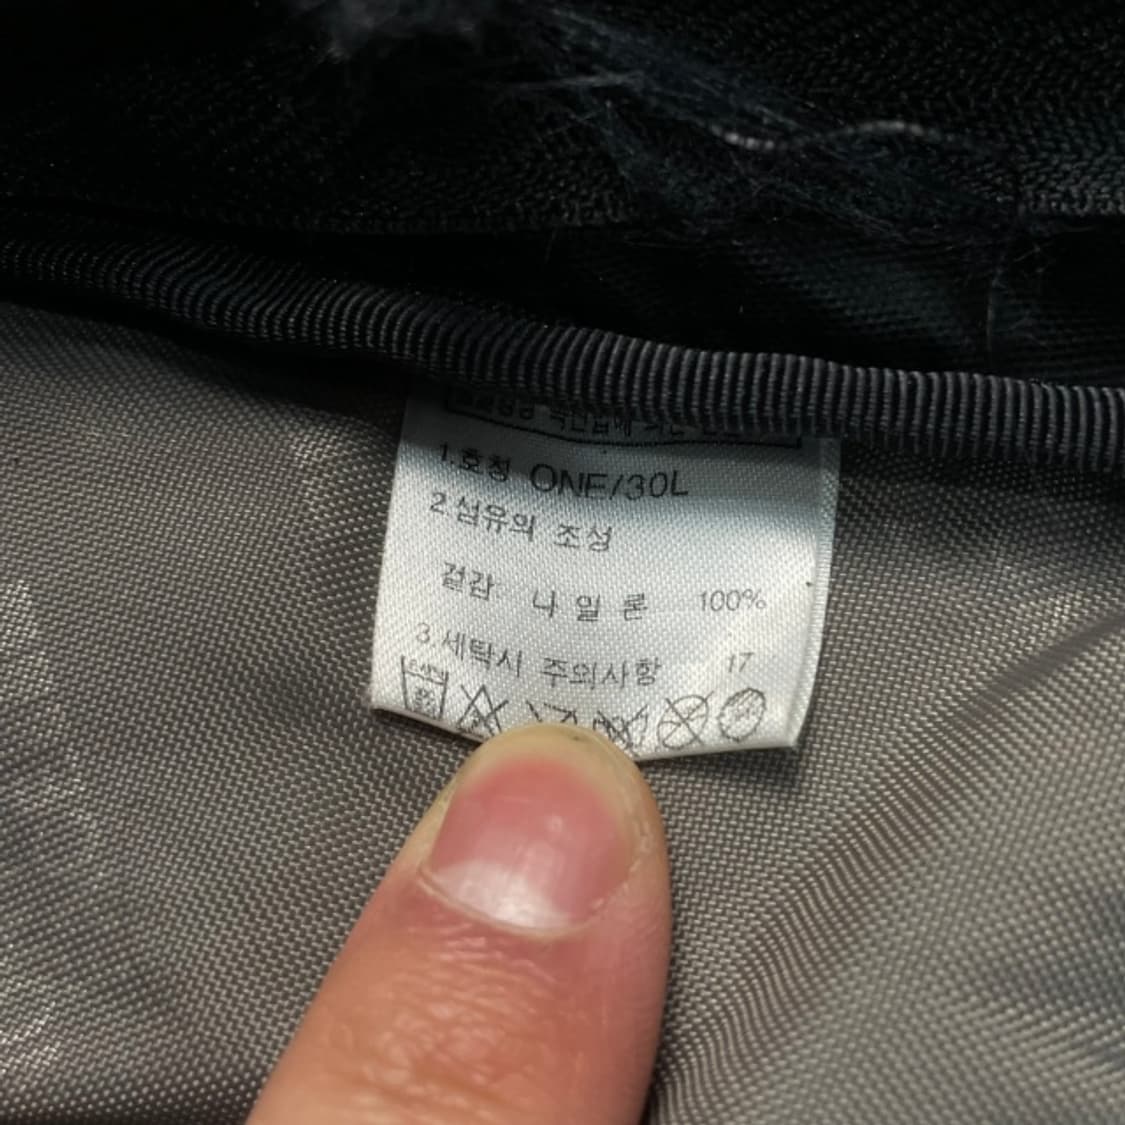 1.호칭 ONE/30L
2.섬유의 조성
겉감 나 일 론 100%
3.세탁시 주의사항 17